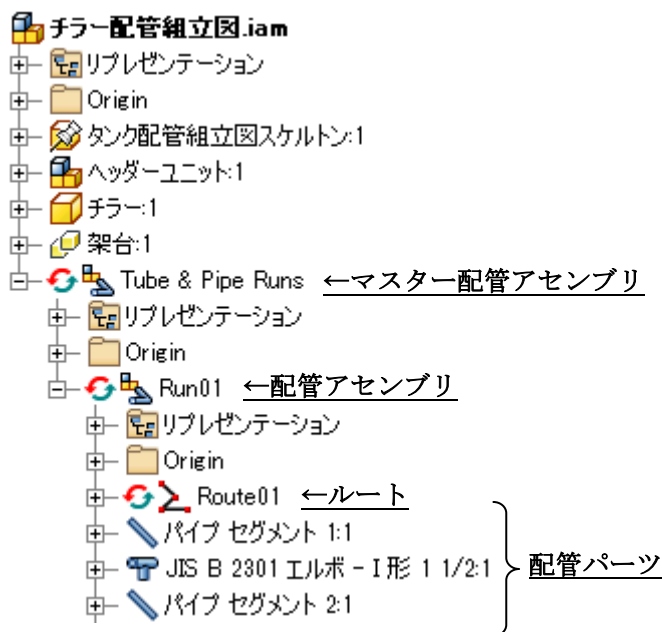 チラー配管組立図.iam
リプレゼンテーション
Origin
タンク配管組立図スケルトン:1
ヘッダーユニット:1
チラー:1
架台:1
Tube & Pipe Runs ←マスター配管アセンブリ
リプレゼンテーション
Origin
Run01 ←配管アセンブリ
リプレゼンテーション
Origin
Route01 ←ルート
パイプ セグメント 1:1
JIS B 2301 エルボ - I 形 1 1/2:1 配管パーツ
パイプ セグメント 2:1